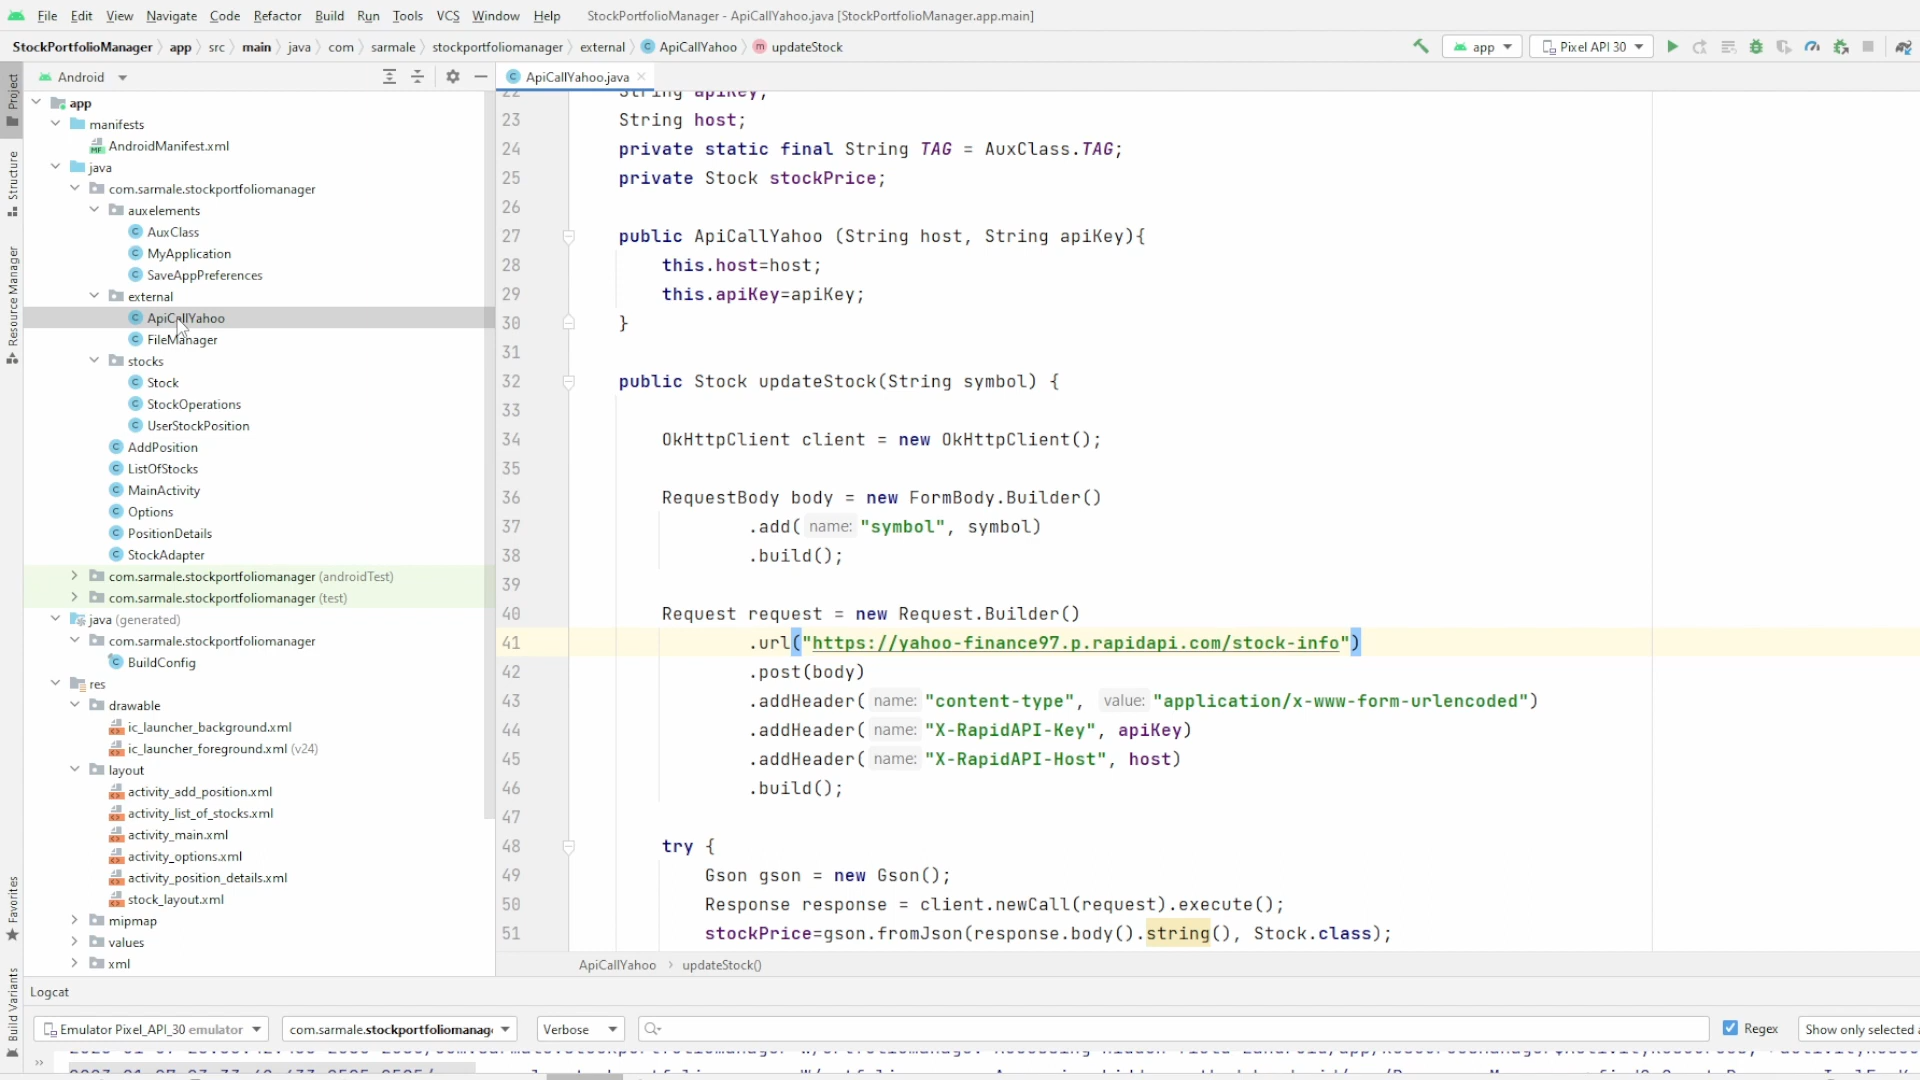 File Edit View Navigate Code Refactor Build Run Tools VCS Window Help StockPortfolioManager - ApiCallYahoo.java [StockPortfolioManager.app.main]
StockPortfolioManager app src main java com sarmale stockportfoliomanager external ApiCallYahoo updateStock app Pixel API 30
Project
Structure
Resource Manager
Favorites
Build Variants
Android
app
manifests
AndroidManifest.xml
java
com.sarmale.stockportfoliomanager
auxelements
AuxClass
MyApplication
SaveAppPreferences
external
ApiCallYahoo
FileManager
stocks
Stock
StockOperations
UserStockPosition
AddPosition
ListOfStocks
MainActivity
Options
PositionDetails
StockAdapter
com.sarmale.stockportfoliomanager (androidTest)
com.sarmale.stockportfoliomanager (test)
java (generated)
com.sarmale.stockportfoliomanager
BuildConfig
res
drawable
ic_launcher_background.xml
ic_launcher_foreground.xml (v24)
layout
activity_add_position.xml
activity_list_of_stocks.xml
activity_main.xml
activity_options.xml
activity_position_details.xml
stock_layout.xml
mipmap
values
xml
ApiCallYahoo.java
22 String apiKey;
23 String host;
24 private static final String TAG = AuxClass.TAG;
25 private Stock stockPrice;
26
27 public ApiCallYahoo (String host, String apiKey){
28 this.host=host;
29 this.apiKey=apiKey;
30 }
31
32 public Stock updateStock(String symbol) {
33
34 OkHttpClient client = new OkHttpClient();
35
36 RequestBody body = new FormBody.Builder()
37 .add( name: "symbol", symbol)
38 .build();
39
40 Request request = new Request.Builder()
41 .url("https://yahoo-finance97.p.rapidapi.com/stock-info")
42 .post(body)
43 .addHeader( name: "content-type", value: "application/x-www-form-urlencoded")
44 .addHeader( name: "X-RapidAPI-Key", apiKey)
45 .addHeader( name: "X-RapidAPI-Host", host)
46 .build();
47
48 try {
49 Gson gson = new Gson();
50 Response response = client.newCall(request).execute();
51 stockPrice=gson.fromJson(response.body().string(), Stock.class);
ApiCallYahoo updateStock()
Logcat
Emulator Pixel_API_30 emulator com.sarmale.stockportfoliomanag Verbose Regex Show only selected a